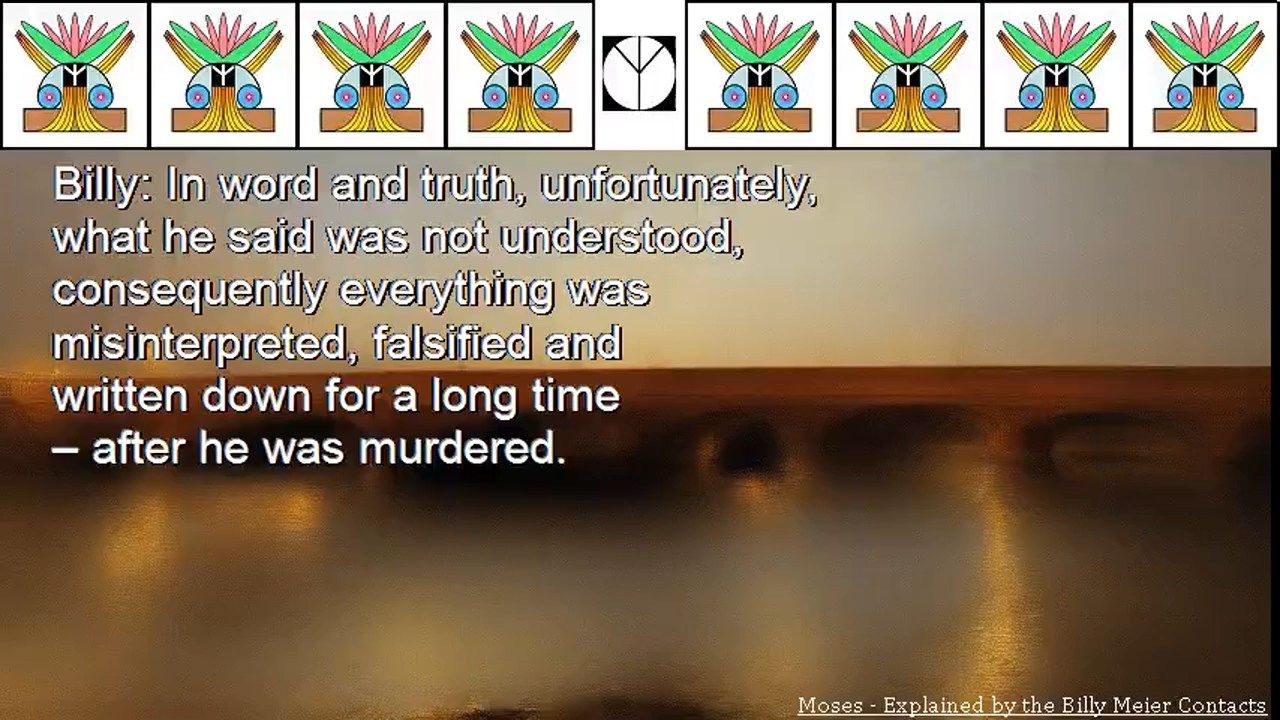 Billy: In word and truth, unfortunately,
what he said was not understood,
consequently everything was
misinterpreted, falsified and
written down for a long time
– after he was murdered.
Moses - Explained by the Billy Meier Contacts